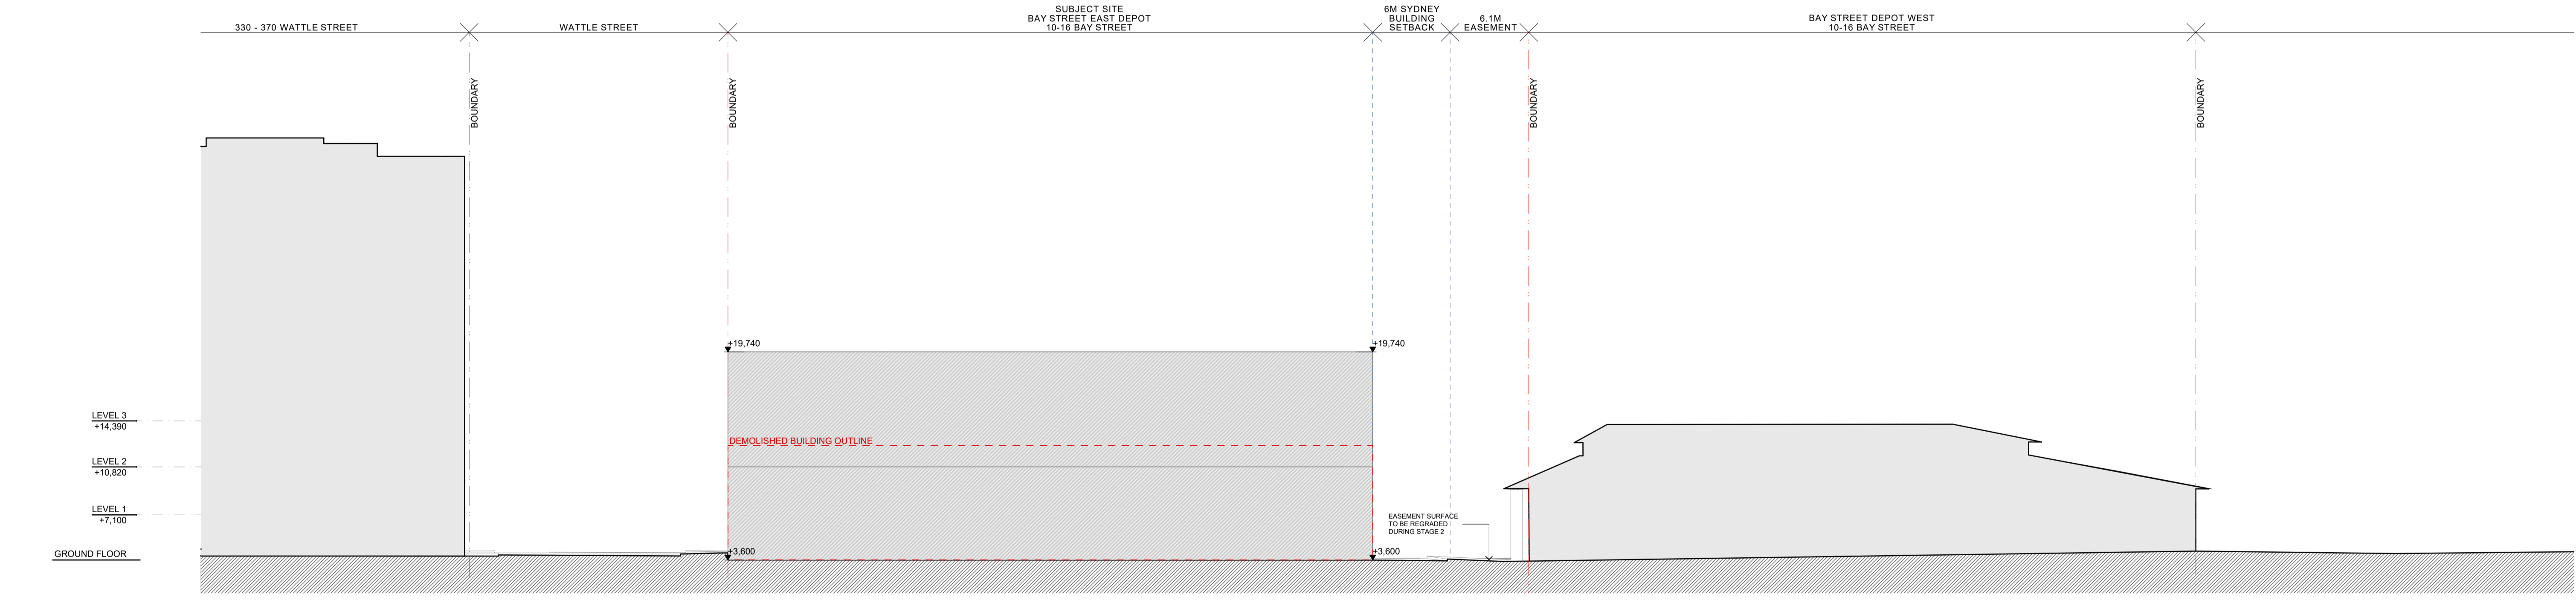 330 - 370 WATTLE STREET
WATTLE STREET
SUBJECT SITE
BAY STREET EAST DEPOT
10-16 BAY STREET
6M SYDNEY
BUILDING
SETBACK
6.1M
EASEMENT
BAY STREET DEPOT WEST
10-16 BAY STREET
BOUNDARY
BOUNDARY
BOUNDARY
BOUNDARY
+19,740
+19,740
LEVEL 3
+14,390
DEMOLISHED BUILDING OUTLINE
LEVEL 2
+10,820
LEVEL 1
+7,100
EASEMENT SURFACE
TO BE REGRADED
DURING STAGE 2
GROUND FLOOR
+3,600
+3,600